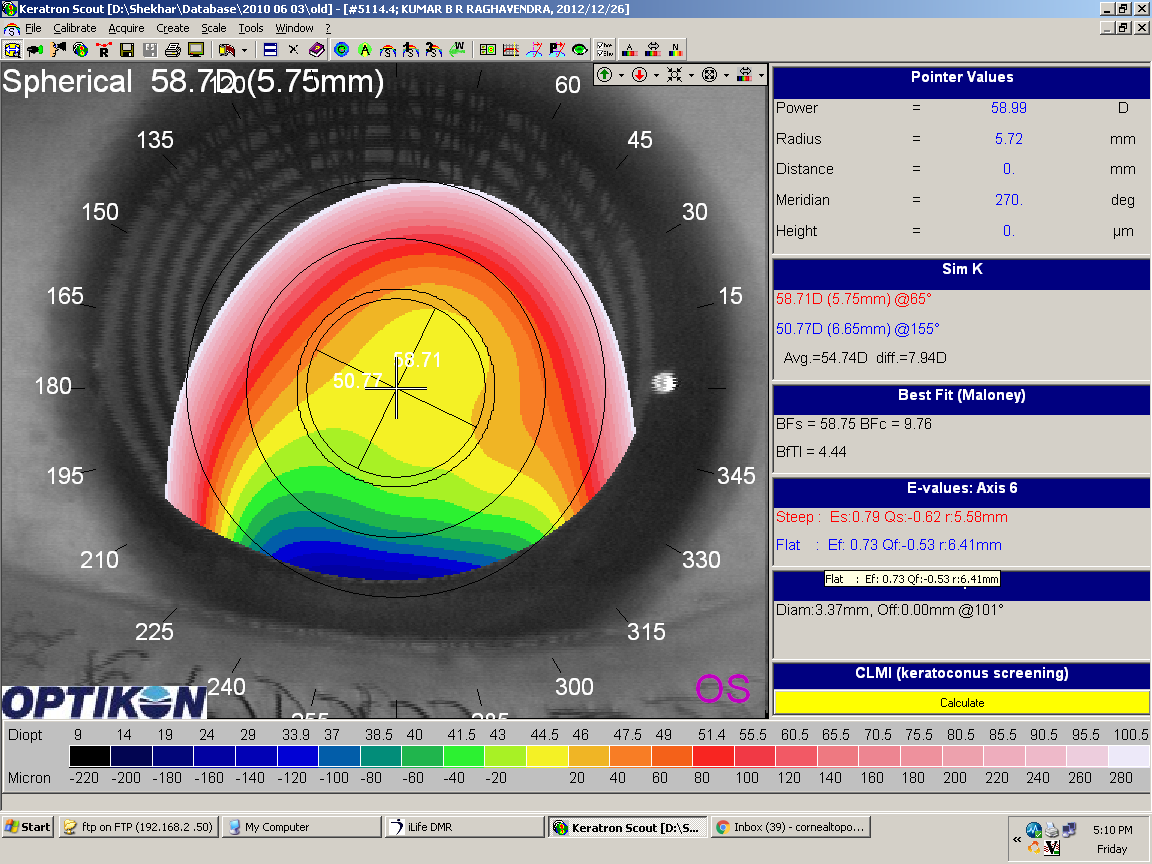 Keratron Scout [D:\Shekhar\Database\2010 06 03\old] - [#5114.4; KUMAR B R RAGHAVENDRA, 2012/12/26]
File Calibrate Acquire Create Scale Tools Window ?
Spherical 58.7D (5.75mm)
120
60
135
45
150
30
165
15
180
195
345
210
330
225
315
240
300
255
285
58.71
50.77
OS
OPTIKON
Pointer Values
Power = 58.99 D
Radius = 5.72 mm
Distance = 0. mm
Meridian = 270. deg
Height = 0. µm
Sim K
58.71D (5.75mm) @65°
50.77D (6.65mm) @155°
Avg.=54.74D diff.=7.94D
Best Fit (Maloney)
BFs = 58.75 BFc = 9.76
BfTI = 4.44
E-values: Axis 6
Steep : Es:0.79 Qs:-0.62 r:5.58mm
Flat : Ef: 0.73 Qf:-0.53 r:6.41mm
Flat : Ef: 0.73 Qf:-0.53 r:6.41mm
Diam:3.37mm, Off:0.00mm @101°
CLMI (keratoconus screening)
Calculate
Diopt 9 14 19 24 29 33.9 37 38.5 40 41.5 43 44.5 46 47.5 49 51.4 55.5 60.5 65.5 70.5 75.5 80.5 85.5 90.5 95.5 100.5
Micron -220 -200 -180 -160 -140 -120 -100 -80 -60 -40 -20 20 40 60 80 100 120 140 160 180 200 220 240 260 280
Start ftp on FTP (192.168.2 .50) My Computer iLife DMR Keratron Scout [D:\S... Inbox (39) - cornealtopo... « 5:10 PM
Friday